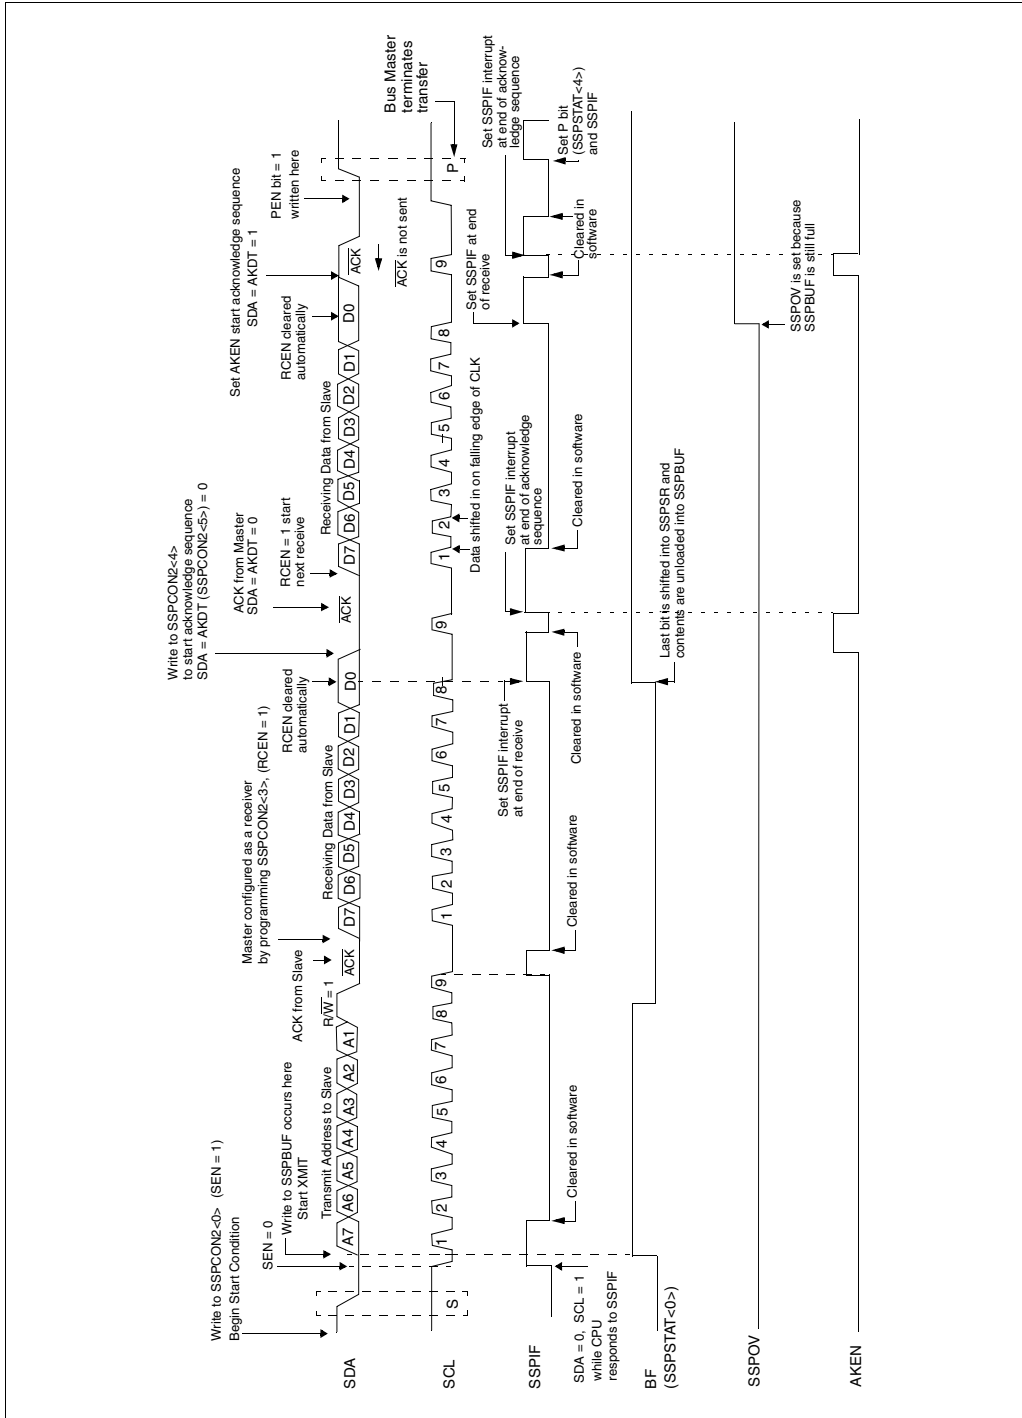 Write to SSPCON2<0> (SEN = 1)
Begin Start Condition
SEN = 0
Write to SSPBUF occurs here
Start XMIT
Transmit Address to Slave
R/W = 1
ACK from Slave
Master configured as a receiver
by programming SSPCON2<3>, (RCEN = 1)
Receiving Data from Slave
RCEN cleared
automatically
Write to SSPCON2<4>
to start acknowledge sequence
SDA = AKDT (SSPCON2<5>) = 0
ACK from Master
SDA = AKDT = 0
RCEN = 1 start
next receive
Receiving Data from Slave
RCEN cleared
automatically
Set AKEN start acknowledge sequence
SDA = AKDT = 1
PEN bit = 1
written here
SDA
A7 A6 A5 A4 A3 A2 A1
ACK
D7 D6 D5 D4 D3 D2 D1 D0
ACK
D7 D6 D5 D4 D3 D2 D1 D0
ACK
ACK is not sent
Bus Master
terminates
transfer
SCL
S
1 2 3 4 5 6 7 8 9
1 2 3 4 5 6 7 8 9
1 2 3 4 5 6 7 8 9
P
Data shifted in on falling edge of CLK
SSPIF
SDA = 0, SCL = 1
while CPU
responds to SSPIF
Cleared in software
Cleared in software
Set SSPIF interrupt
at end of receive
Cleared in software
Set SSPIF interrupt
at end of acknowledge
sequence
Cleared in software
Set SSPIF at end
of receive
Cleared in
software
Set SSPIF interrupt
at end of acknow-
ledge sequence
Set P bit
(SSPSTAT<4>)
and SSPIF
BF
(SSPSTAT<0>)
Last bit is shifted into SSPSR and
contents are unloaded into SSPBUF
SSPOV
SSPOV is set because
SSPBUF is still full
AKEN